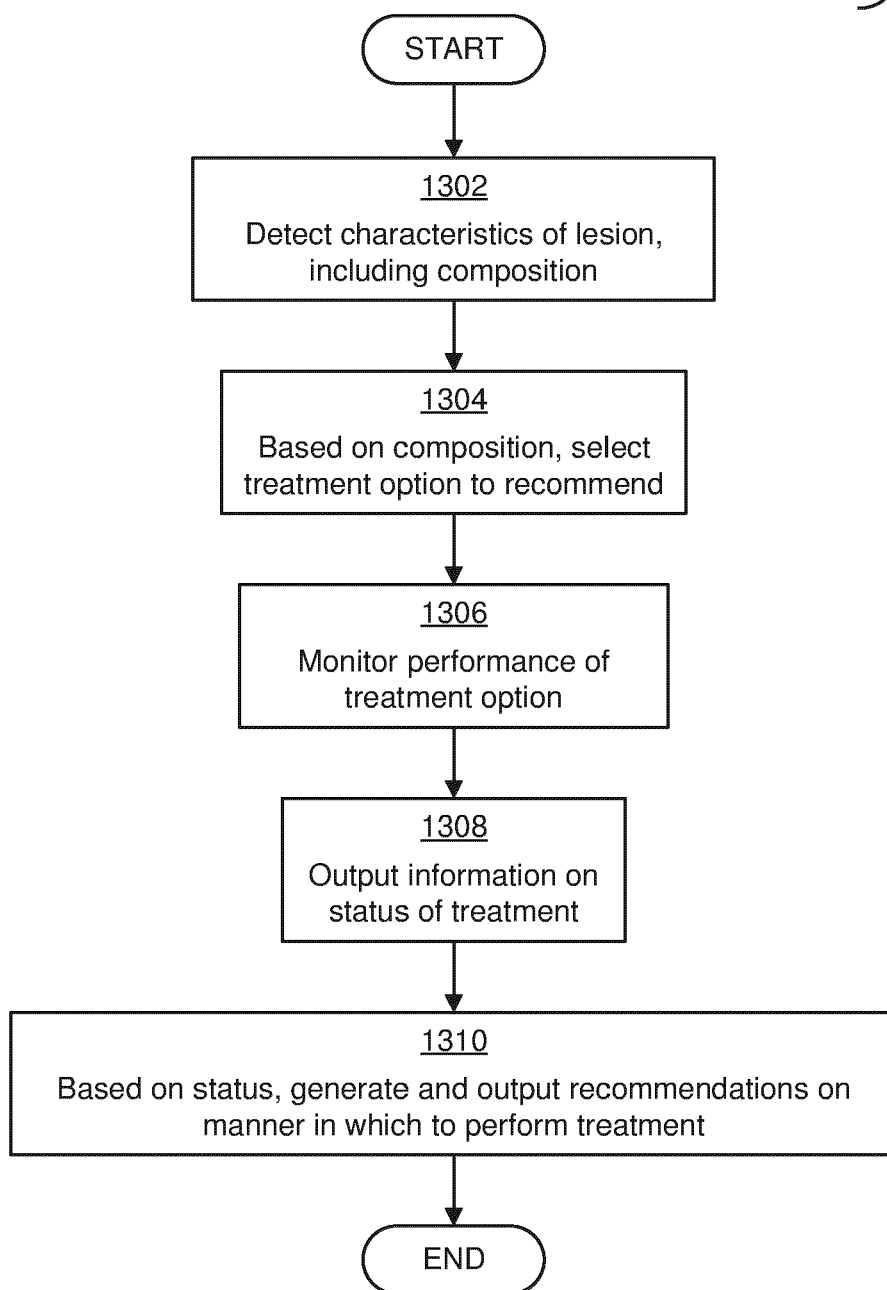 START
1302
Detect characteristics of lesion,
including composition
1304
Based on composition, select
treatment option to recommend
1306
Monitor performance of
treatment option
1308
Output information on
status of treatment
1310
Based on status, generate and output recommendations on
manner in which to perform treatment
END